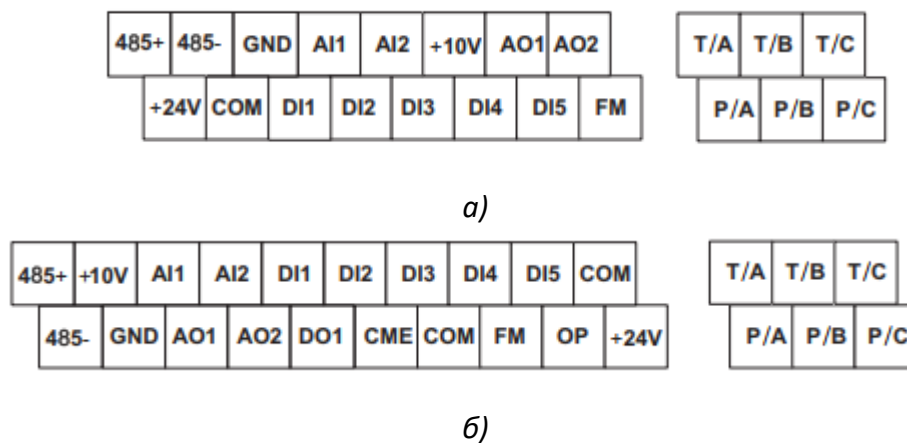 485+ 485- GND AI1 AI2 +10V AO1 AO2 T/A T/B T/C
+24V COM DI1 DI2 DI3 DI4 DI5 FM P/A P/B P/C
а)
485+ +10V AI1 AI2 DI1 DI2 DI3 DI4 DI5 COM T/A T/B T/C
485- GND AO1 AO2 DO1 CME COM FM OP +24V P/A P/B P/C
б)